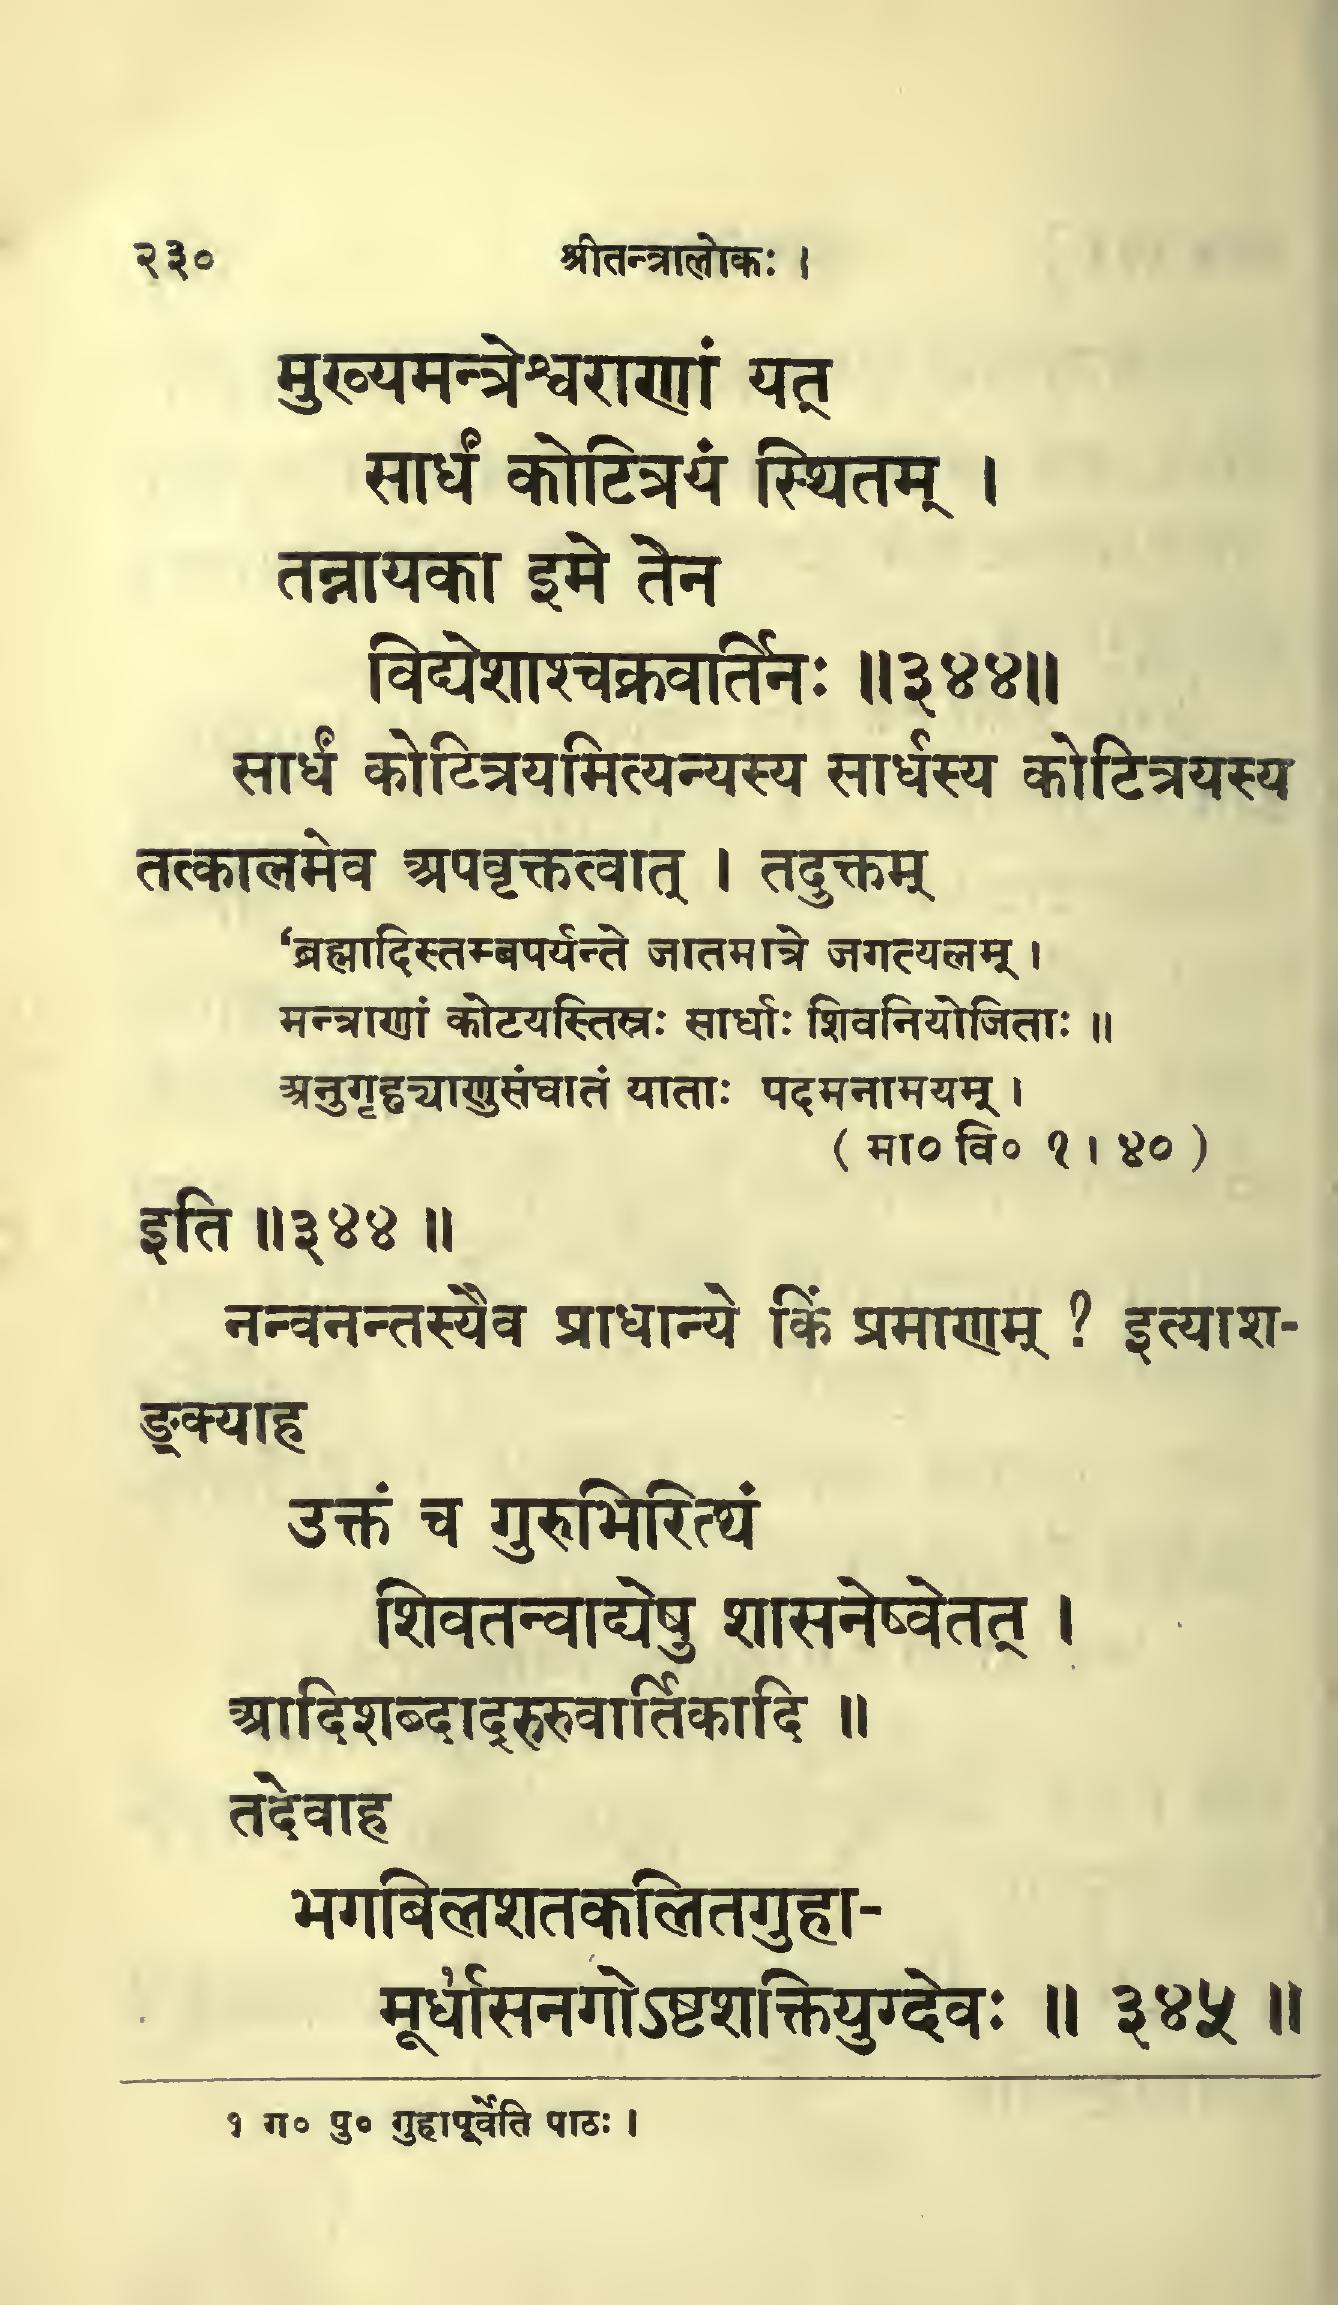 २३०
श्रीतन्त्रालोकः ।
मुख्यमन्त्रेश्वराणां यत्
सार्धं कोटित्रयं स्थितम् ।
तन्नायका इमे तेन
विद्येशाश्चक्रवर्तिनः ॥३४४॥
सार्धं कोटित्रयमित्यन्यस्य सार्धस्य कोटित्रयस्य
तत्कालमेव अपवृक्तत्वात् । तदुक्तम्
‘ब्रह्मादिस्तम्बपर्यन्ते जातमात्रे जगत्यलम् ।
मन्त्राणां कोटयस्तिस्रः सार्धाः शिवनियोजिताः ॥
अनुगृह्याणुसंघातं याताः पदमनामयम् ।
( मा० वि० १ । ४० )
इति ॥३४४ ॥
नन्वनन्तस्यैव प्राधान्ये किं प्रमाणम् ? इत्याश-
ङ्क्याह
उक्तं च गुरुभिरित्थं
शिवतन्वाद्येषु शासनेष्वेतत् ।
आदिशब्दाद्रुरुवार्तिकादि ॥
तदेवाह
भगबिलशतकलितगुहा-
मूर्धासनगोऽष्टशक्तियुग्देवः ॥ ३४५ ॥
१ ग० पु० गुहापूर्वेति पाठः ।